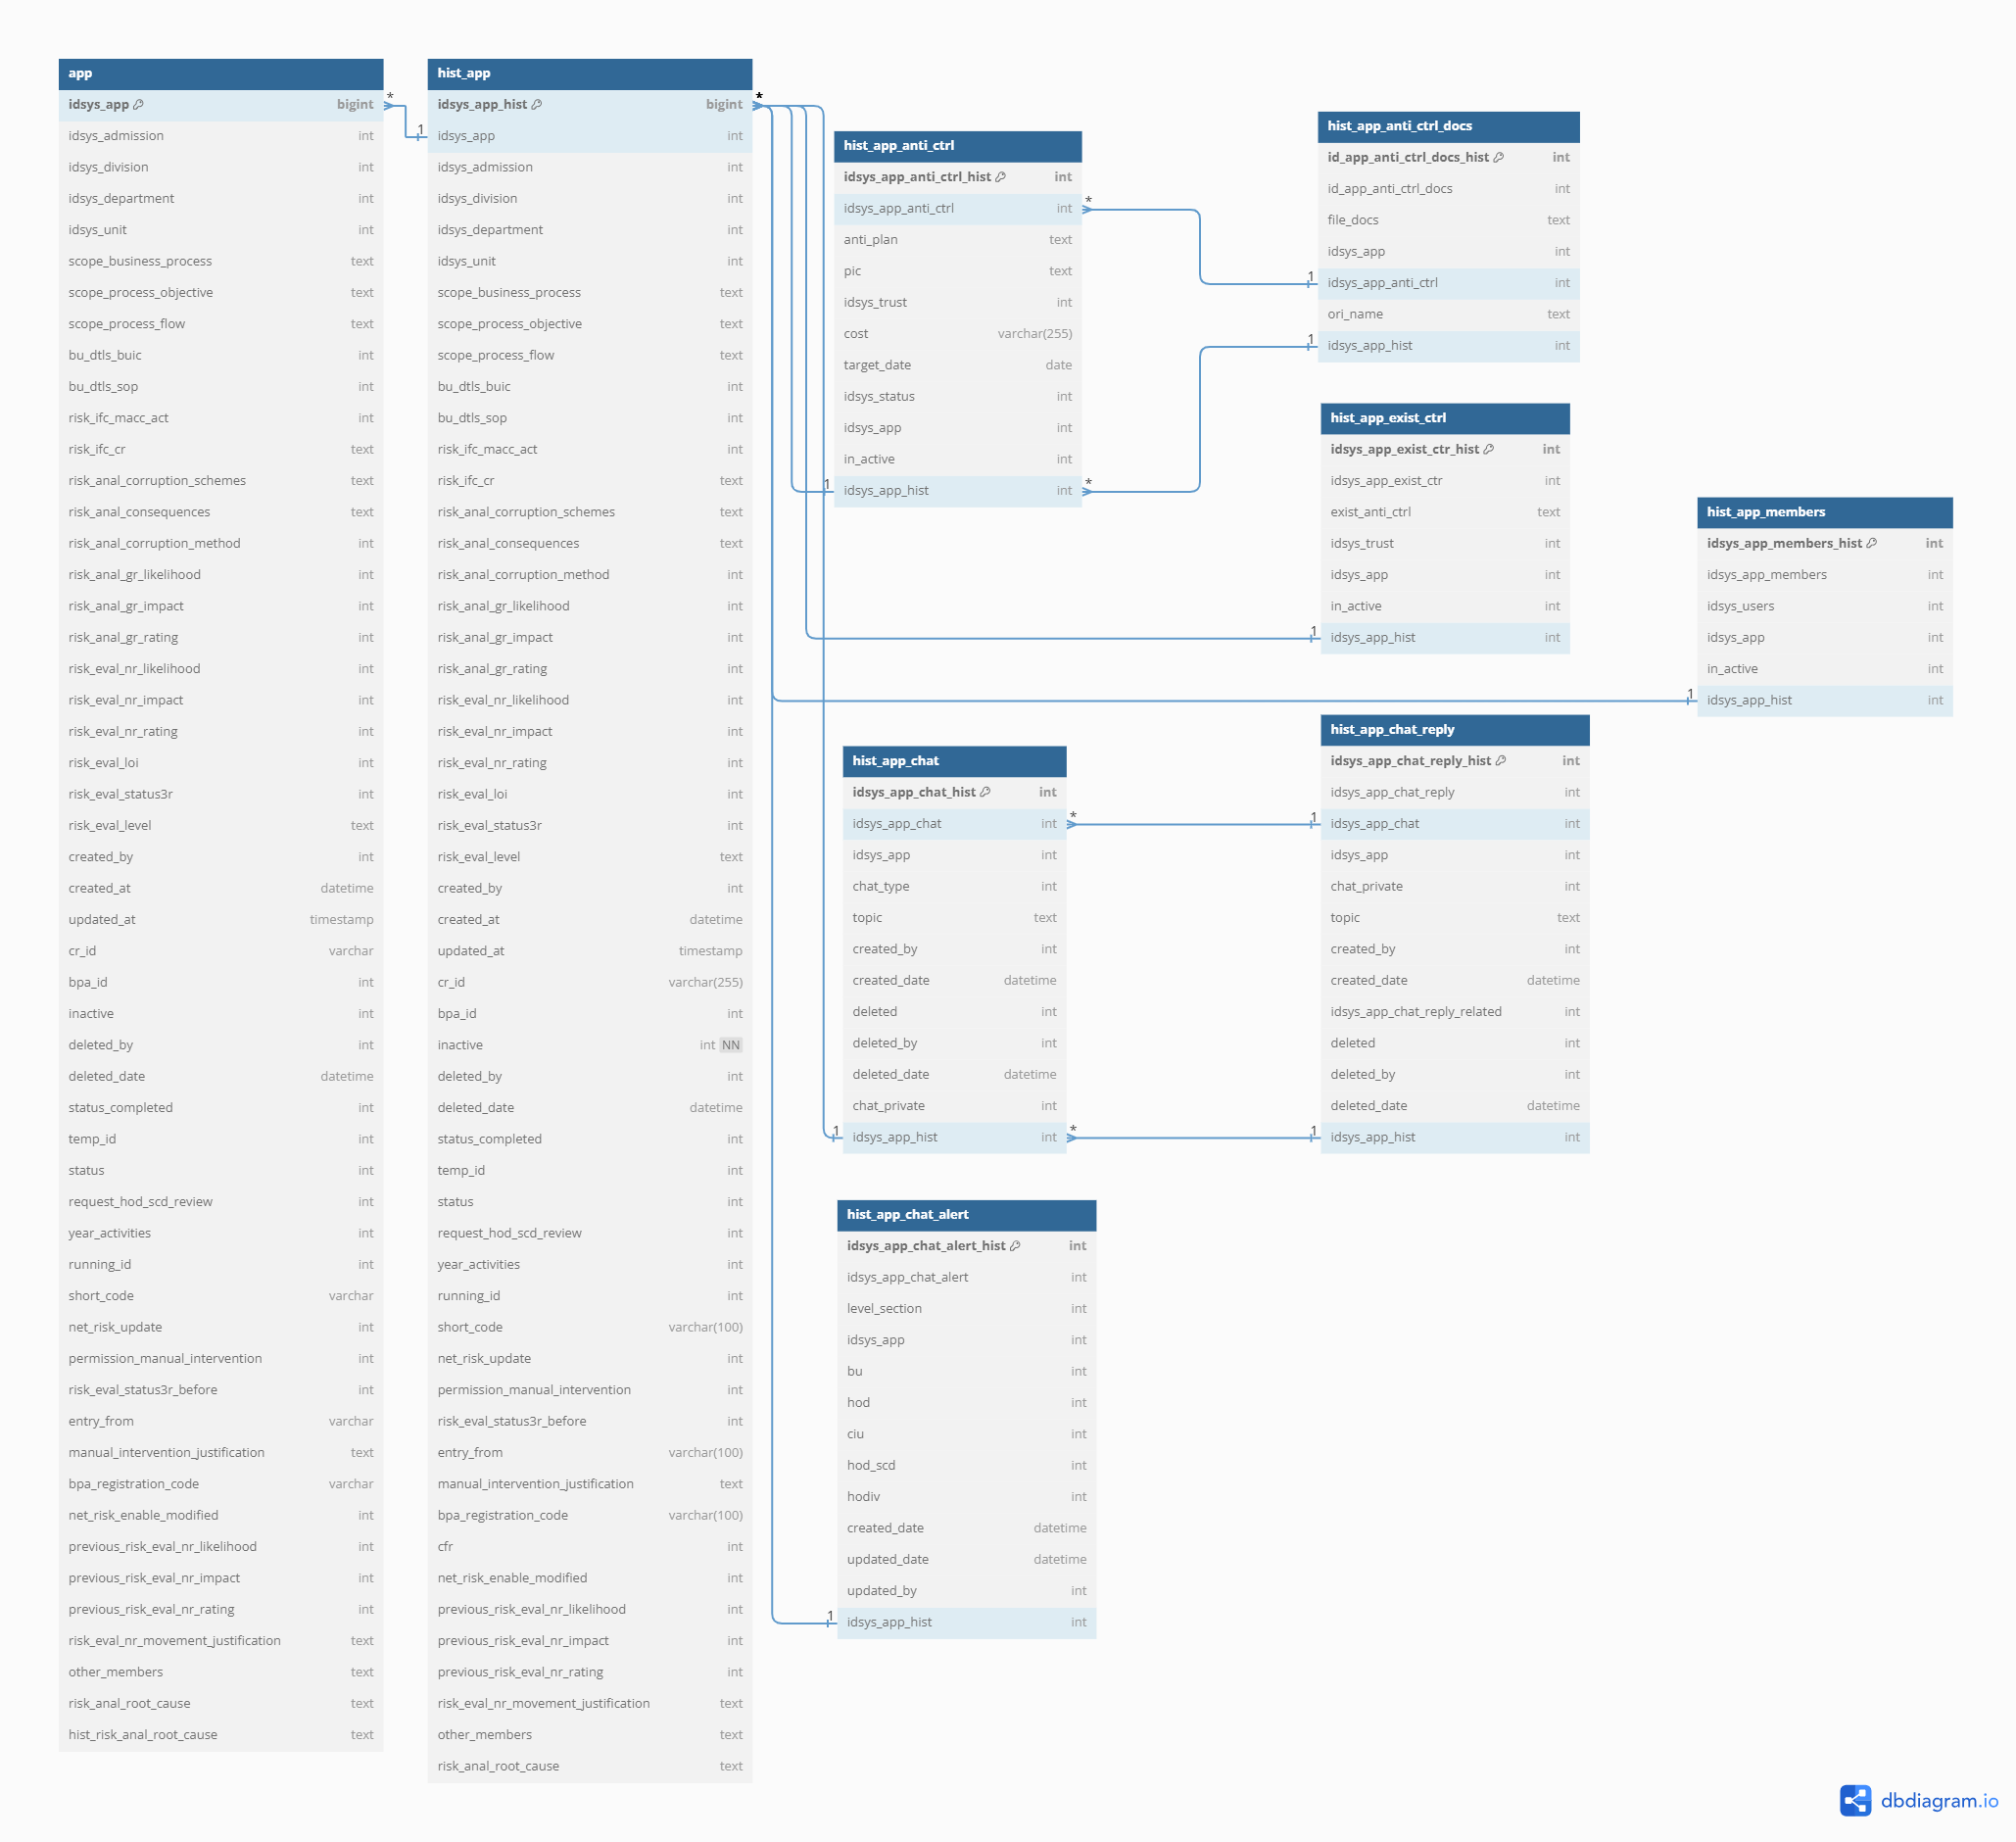 app
idsys_app bigint
idsys_admission int
idsys_division int
idsys_department int
idsys_unit int
scope_business_process text
scope_process_objective text
scope_process_flow text
bu_dtls_buic int
bu_dtls_sop int
risk_ifc_macc_act int
risk_ifc_cr text
risk_anal_corruption_schemes text
risk_anal_consequences text
risk_anal_corruption_method int
risk_anal_gr_likelihood int
risk_anal_gr_impact int
risk_anal_gr_rating int
risk_eval_nr_likelihood int
risk_eval_nr_impact int
risk_eval_nr_rating int
risk_eval_loi int
risk_eval_status3r int
risk_eval_level text
created_by int
created_at datetime
updated_at timestamp
cr_id varchar
bpa_id int
inactive int
deleted_by int
deleted_date datetime
status_completed int
temp_id int
status int
request_hod_scd_review int
year_activities int
running_id int
short_code varchar
net_risk_update int
permission_manual_intervention int
risk_eval_status3r_before int
entry_from varchar
manual_intervention_justification text
bpa_registration_code varchar
net_risk_enable_modified int
previous_risk_eval_nr_likelihood int
previous_risk_eval_nr_impact int
previous_risk_eval_nr_rating int
risk_eval_nr_movement_justification text
other_members text
risk_anal_root_cause text
hist_risk_anal_root_cause text
*
1
hist_app
idsys_app_hist bigint
idsys_app int
idsys_admission int
idsys_division int
idsys_department int
idsys_unit int
scope_business_process text
scope_process_objective text
scope_process_flow text
bu_dtls_buic int
bu_dtls_sop int
risk_ifc_macc_act int
risk_ifc_cr text
risk_anal_corruption_schemes text
risk_anal_consequences text
risk_anal_corruption_method int
risk_anal_gr_likelihood int
risk_anal_gr_impact int
risk_anal_gr_rating int
risk_eval_nr_likelihood int
risk_eval_nr_impact int
risk_eval_nr_rating int
risk_eval_loi int
risk_eval_status3r int
risk_eval_level text
created_by int
created_at datetime
updated_at timestamp
cr_id varchar(255)
bpa_id int
inactive int NN
deleted_by int
deleted_date datetime
status_completed int
temp_id int
status int
request_hod_scd_review int
year_activities int
running_id int
short_code varchar(100)
net_risk_update int
permission_manual_intervention int
risk_eval_status3r_before int
entry_from varchar(100)
manual_intervention_justification text
bpa_registration_code varchar(100)
cfr int
net_risk_enable_modified int
previous_risk_eval_nr_likelihood int
previous_risk_eval_nr_impact int
previous_risk_eval_nr_rating int
risk_eval_nr_movement_justification text
other_members text
risk_anal_root_cause text
*
hist_app_anti_ctrl
idsys_app_anti_ctrl_hist int
idsys_app_anti_ctrl int *
anti_plan text
pic text
idsys_trust int
cost varchar(255)
target_date date
idsys_status int
idsys_app int
in_active int
1 idsys_app_hist int *
hist_app_anti_ctrl_docs
id_app_anti_ctrl_docs_hist int
id_app_anti_ctrl_docs int
file_docs text
idsys_app int
1 idsys_app_anti_ctrl int
ori_name text
1 idsys_app_hist int
hist_app_exist_ctrl
idsys_app_exist_ctr_hist int
idsys_app_exist_ctr int
exist_anti_ctrl text
idsys_trust int
idsys_app int
in_active int
1 idsys_app_hist int
hist_app_members
idsys_app_members_hist int
idsys_app_members int
idsys_users int
idsys_app int
in_active int
1 idsys_app_hist int
hist_app_chat
idsys_app_chat_hist int
idsys_app_chat int *
idsys_app int
chat_type int
topic text
created_by int
created_date datetime
deleted int
deleted_by int
deleted_date datetime
chat_private int
1 idsys_app_hist int *
hist_app_chat_reply
idsys_app_chat_reply_hist int
idsys_app_chat_reply int
1 idsys_app_chat int
idsys_app int
chat_private int
topic text
created_by int
created_date datetime
idsys_app_chat_reply_related int
deleted int
deleted_by int
deleted_date datetime
1 idsys_app_hist int
hist_app_chat_alert
idsys_app_chat_alert_hist int
idsys_app_chat_alert int
level_section int
idsys_app int
bu int
hod int
ciu int
hod_scd int
hodiv int
created_date datetime
updated_date datetime
updated_by int
1 idsys_app_hist int
dbdiagram.io